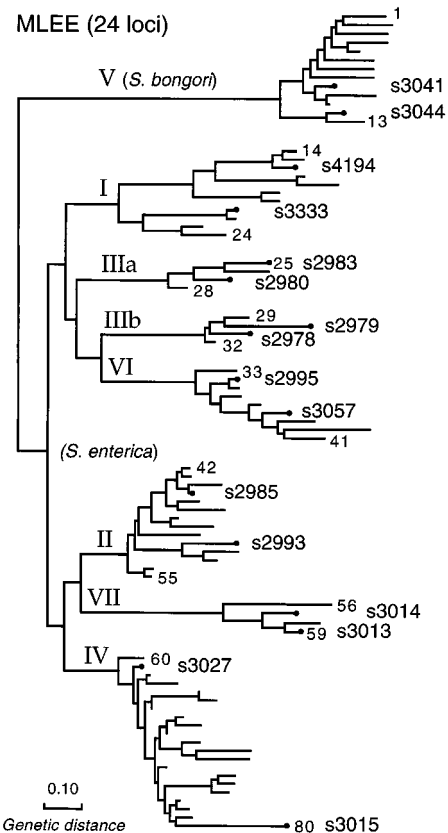 MLEE (24 loci)
1
V (S. bongori)
s3041
s3044
13
14
s4194
I
s3333
24
IIIa
25 s2983
s2980
28
IIIb
29
s2979
s2978
32
VI
33 s2995
s3057
41
(S. enterica)
42
s2985
II
s2993
55
VII
56
s3014
59 s3013
IV
60 s3027
0.10
Genetic distance
80 s3015